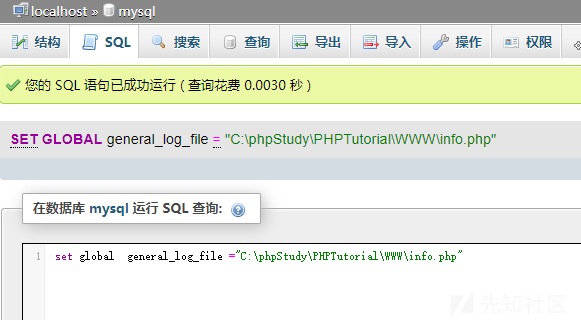 localhost » mysql
结构 SQL 搜索 查询 导出 导入 操作 权限
您的 SQL 语句已成功运行 ( 查询花费 0.0030 秒 )
SET GLOBAL general_log_file = "C:\phpStudy\PHPTutorial\WWW\info.php"
在数据库 mysql 运行 SQL 查询:
1 set global  general_log_file ="C:\phpStudy\PHPTutorial\WWW\info.php"
先知社区